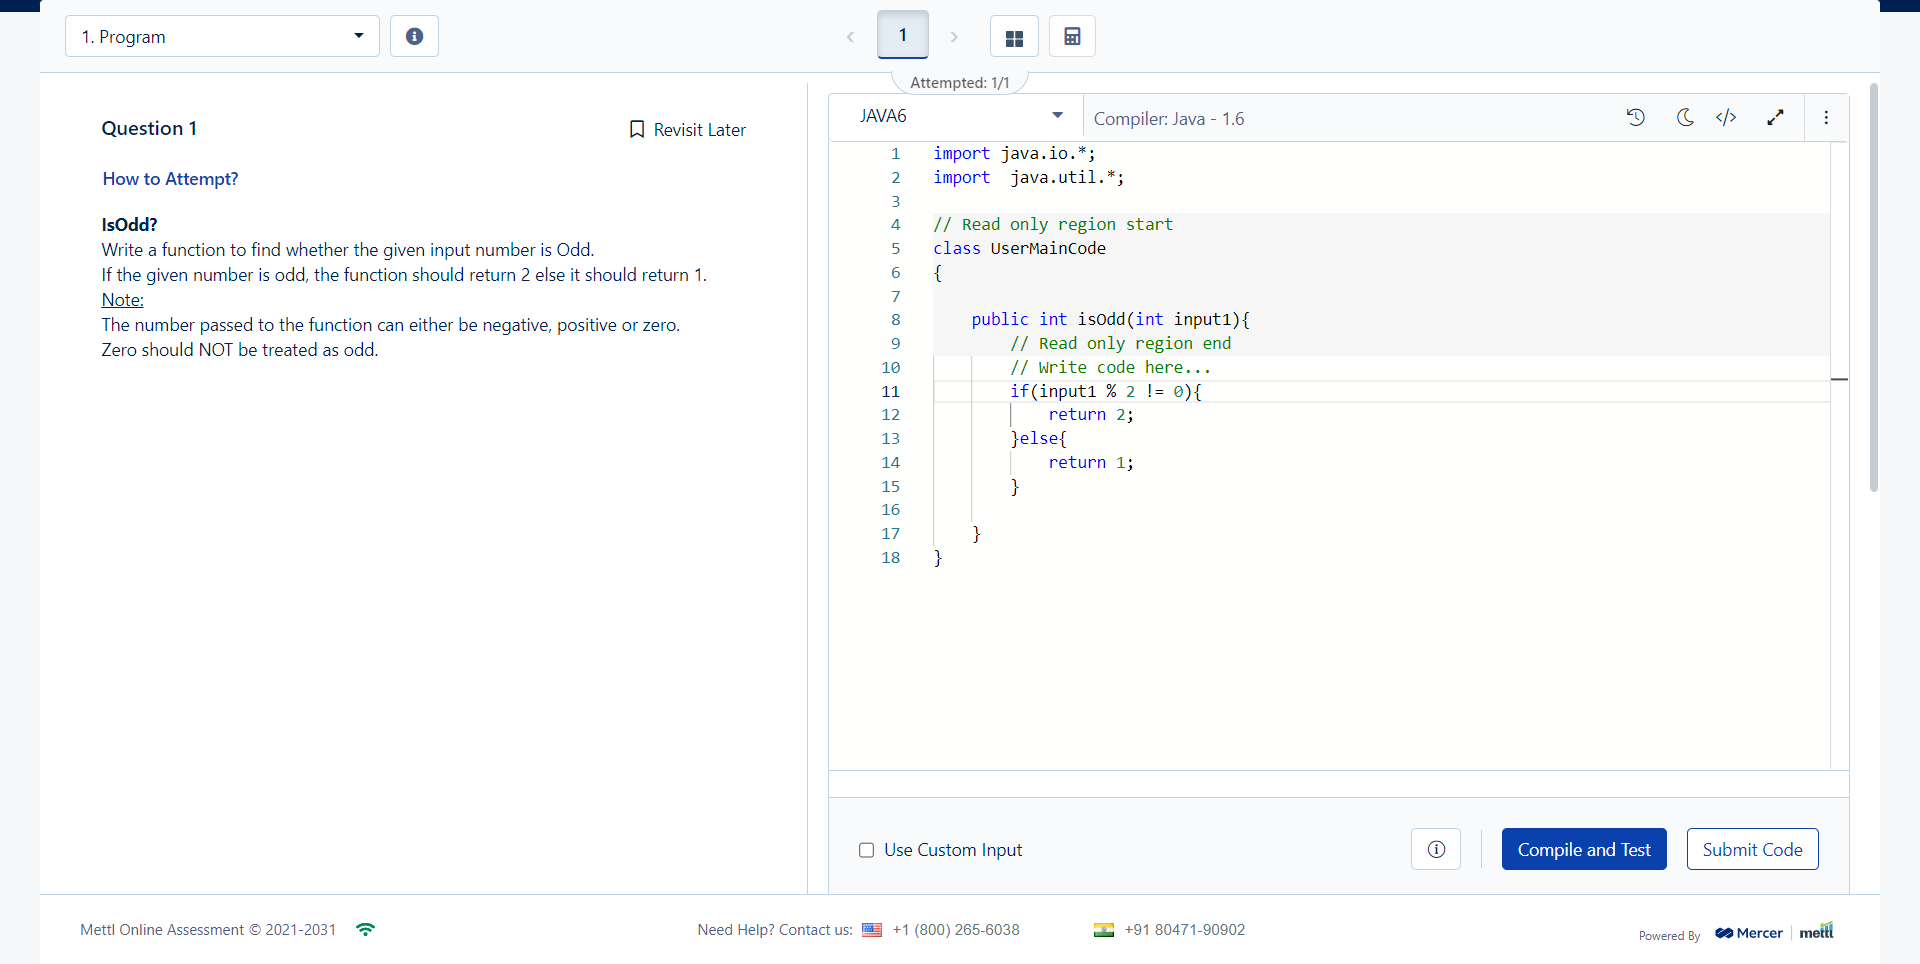 1. Program
1
Attempted: 1/1
Question 1
Revisit Later
How to Attempt?
IsOdd?
Write a function to find whether the given input number is Odd.
If the given number is odd, the function should return 2 else it should return 1.
Note:
The number passed to the function can either be negative, positive or zero.
Zero should NOT be treated as odd.
JAVA6
Compiler: Java - 1.6
1 import java.io.*;
2 import  java.util.*;
3
4 // Read only region start
5 class UserMainCode
6 {
7
8     public int isOdd(int input1){
9         // Read only region end
10         // Write code here...
11         if(input1 % 2 != 0){
12             return 2;
13         }else{
14             return 1;
15         }
16
17     }
18 }
Use Custom Input
Compile and Test
Submit Code
Mettl Online Assessment © 2021-2031
Need Help? Contact us: +1 (800) 265-6038
+91 80471-90902
Powered By
Mercer | mettl